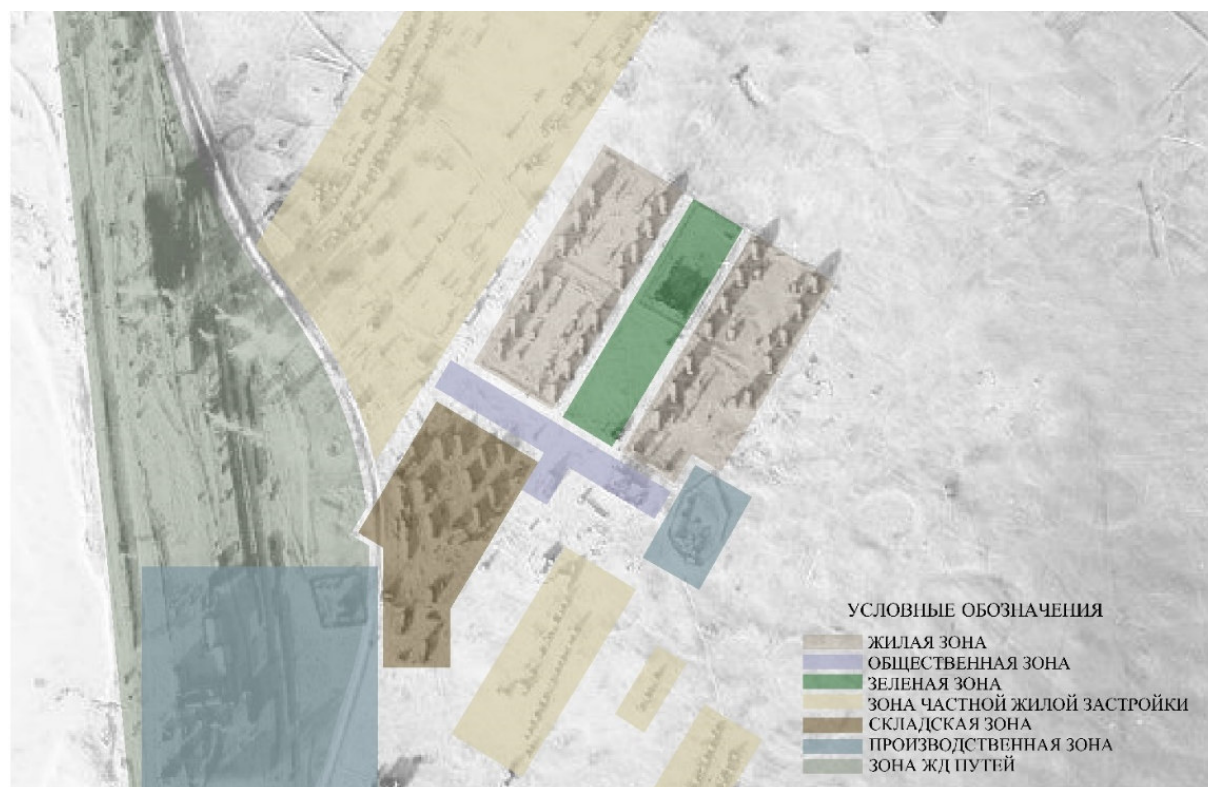 УСЛОВНЫЕ ОБОЗНАЧЕНИЯ
ЖИЛАЯ ЗОНА
ОБЩЕСТВЕННАЯ ЗОНА
ЗЕЛЕНАЯ ЗОНА
ЗОНА ЧАСТНОЙ ЖИЛОЙ ЗАСТРОЙКИ
СКЛАДСКАЯ ЗОНА
ПРОИЗВОДСТВЕННАЯ ЗОНА
ЗОНА ЖД ПУТЕЙ